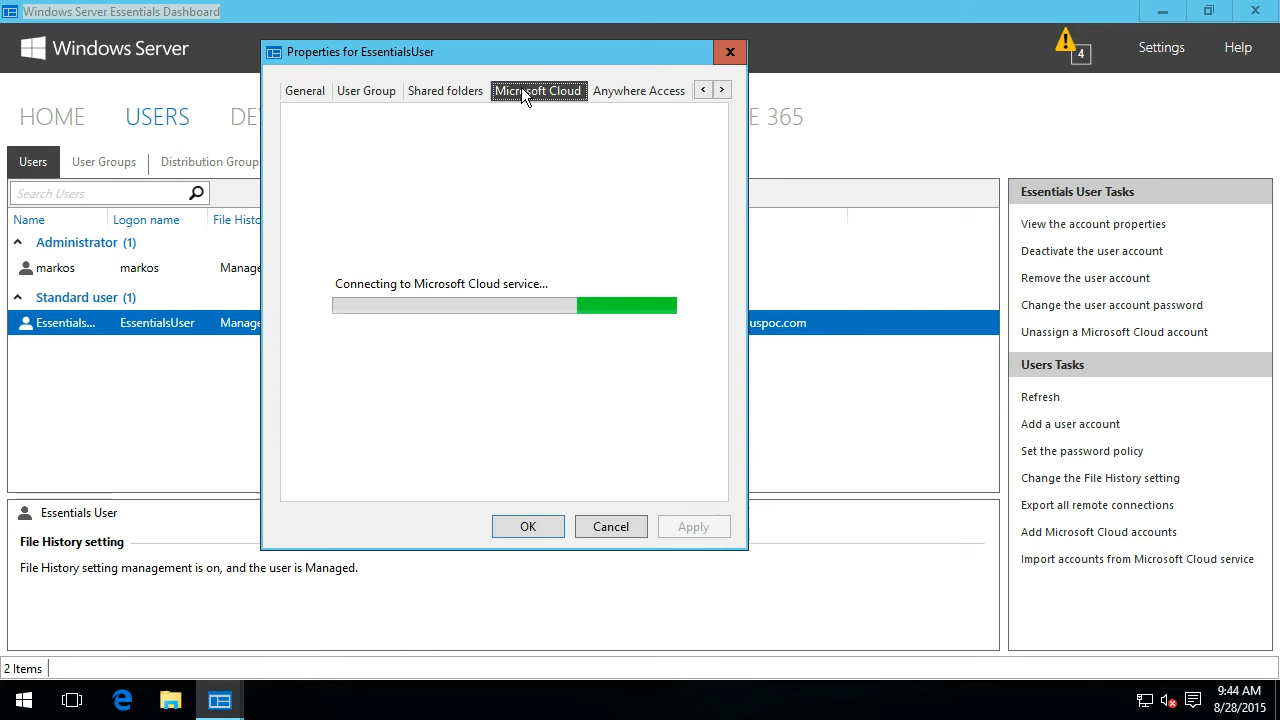 Windows Server Essentials Dashboard
Windows Server
4
Settings
Help
Properties for EssentialsUser
General
User Group
Shared folders
Microsoft Cloud
Anywhere Access
HOME
USERS
DE
E 365
Users
User Groups
Distribution Group
Search Users
Name
Logon name
File Histo
Administrator (1)
markos
markos
Manage
Standard user (1)
Essentials...
EssentialsUser
Manage
uspoc.com
Connecting to Microsoft Cloud service...
OK
Cancel
Apply
Essentials User Tasks
View the account properties
Deactivate the user account
Remove the user account
Change the user account password
Unassign a Microsoft Cloud account
Users Tasks
Refresh
Add a user account
Set the password policy
Change the File History setting
Export all remote connections
Add Microsoft Cloud accounts
Import accounts from Microsoft Cloud service
Essentials User
File History setting
File History setting management is on, and the user is Managed.
2 Items
9:44 AM
8/28/2015